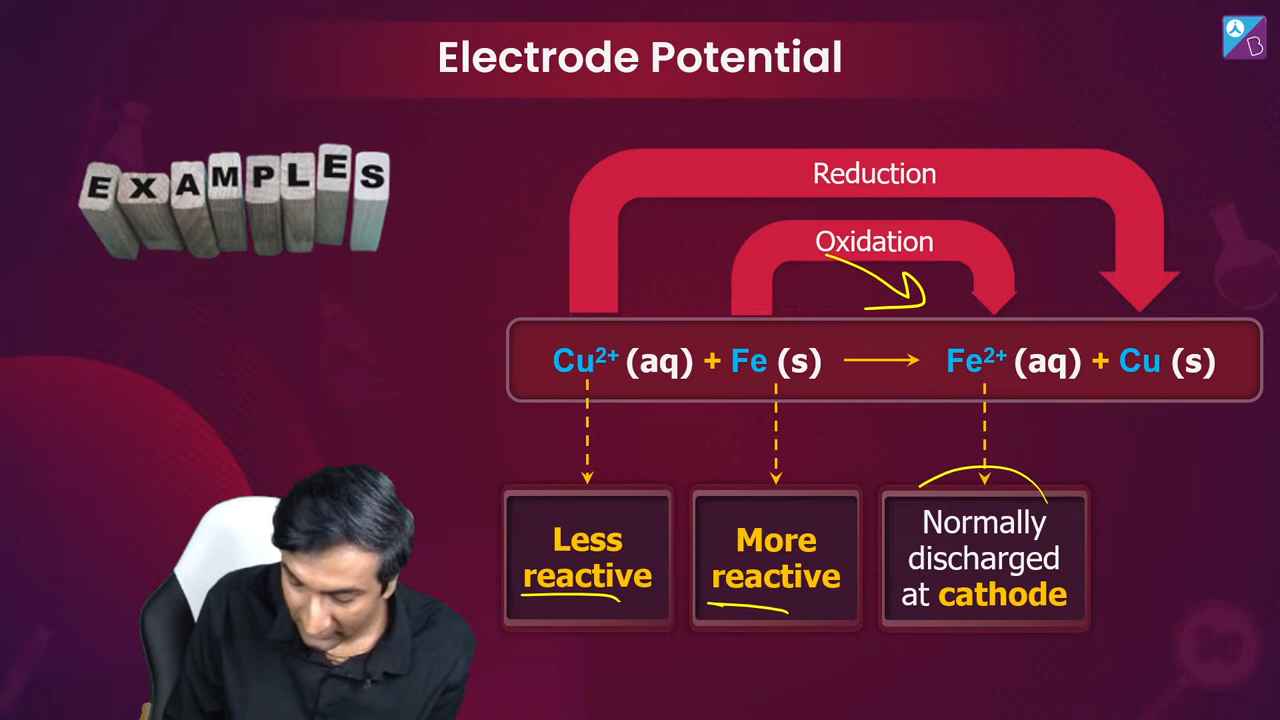 Electrode Potential
B
EXAMPLES
Reduction
Oxidation
Cu²⁺ (aq) + Fe (s) ⟶ Fe²⁺ (aq) + Cu (s)
Less
reactive
More
reactive
Normally
discharged
at cathode